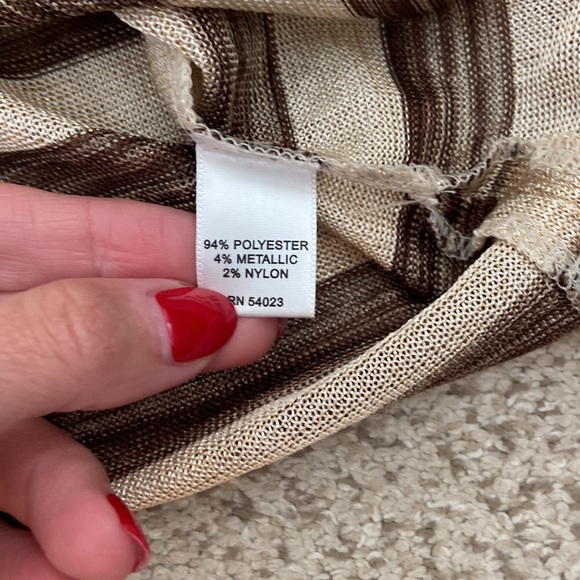 94% POLYESTER
4% METALLIC
2% NYLON
RN 54023